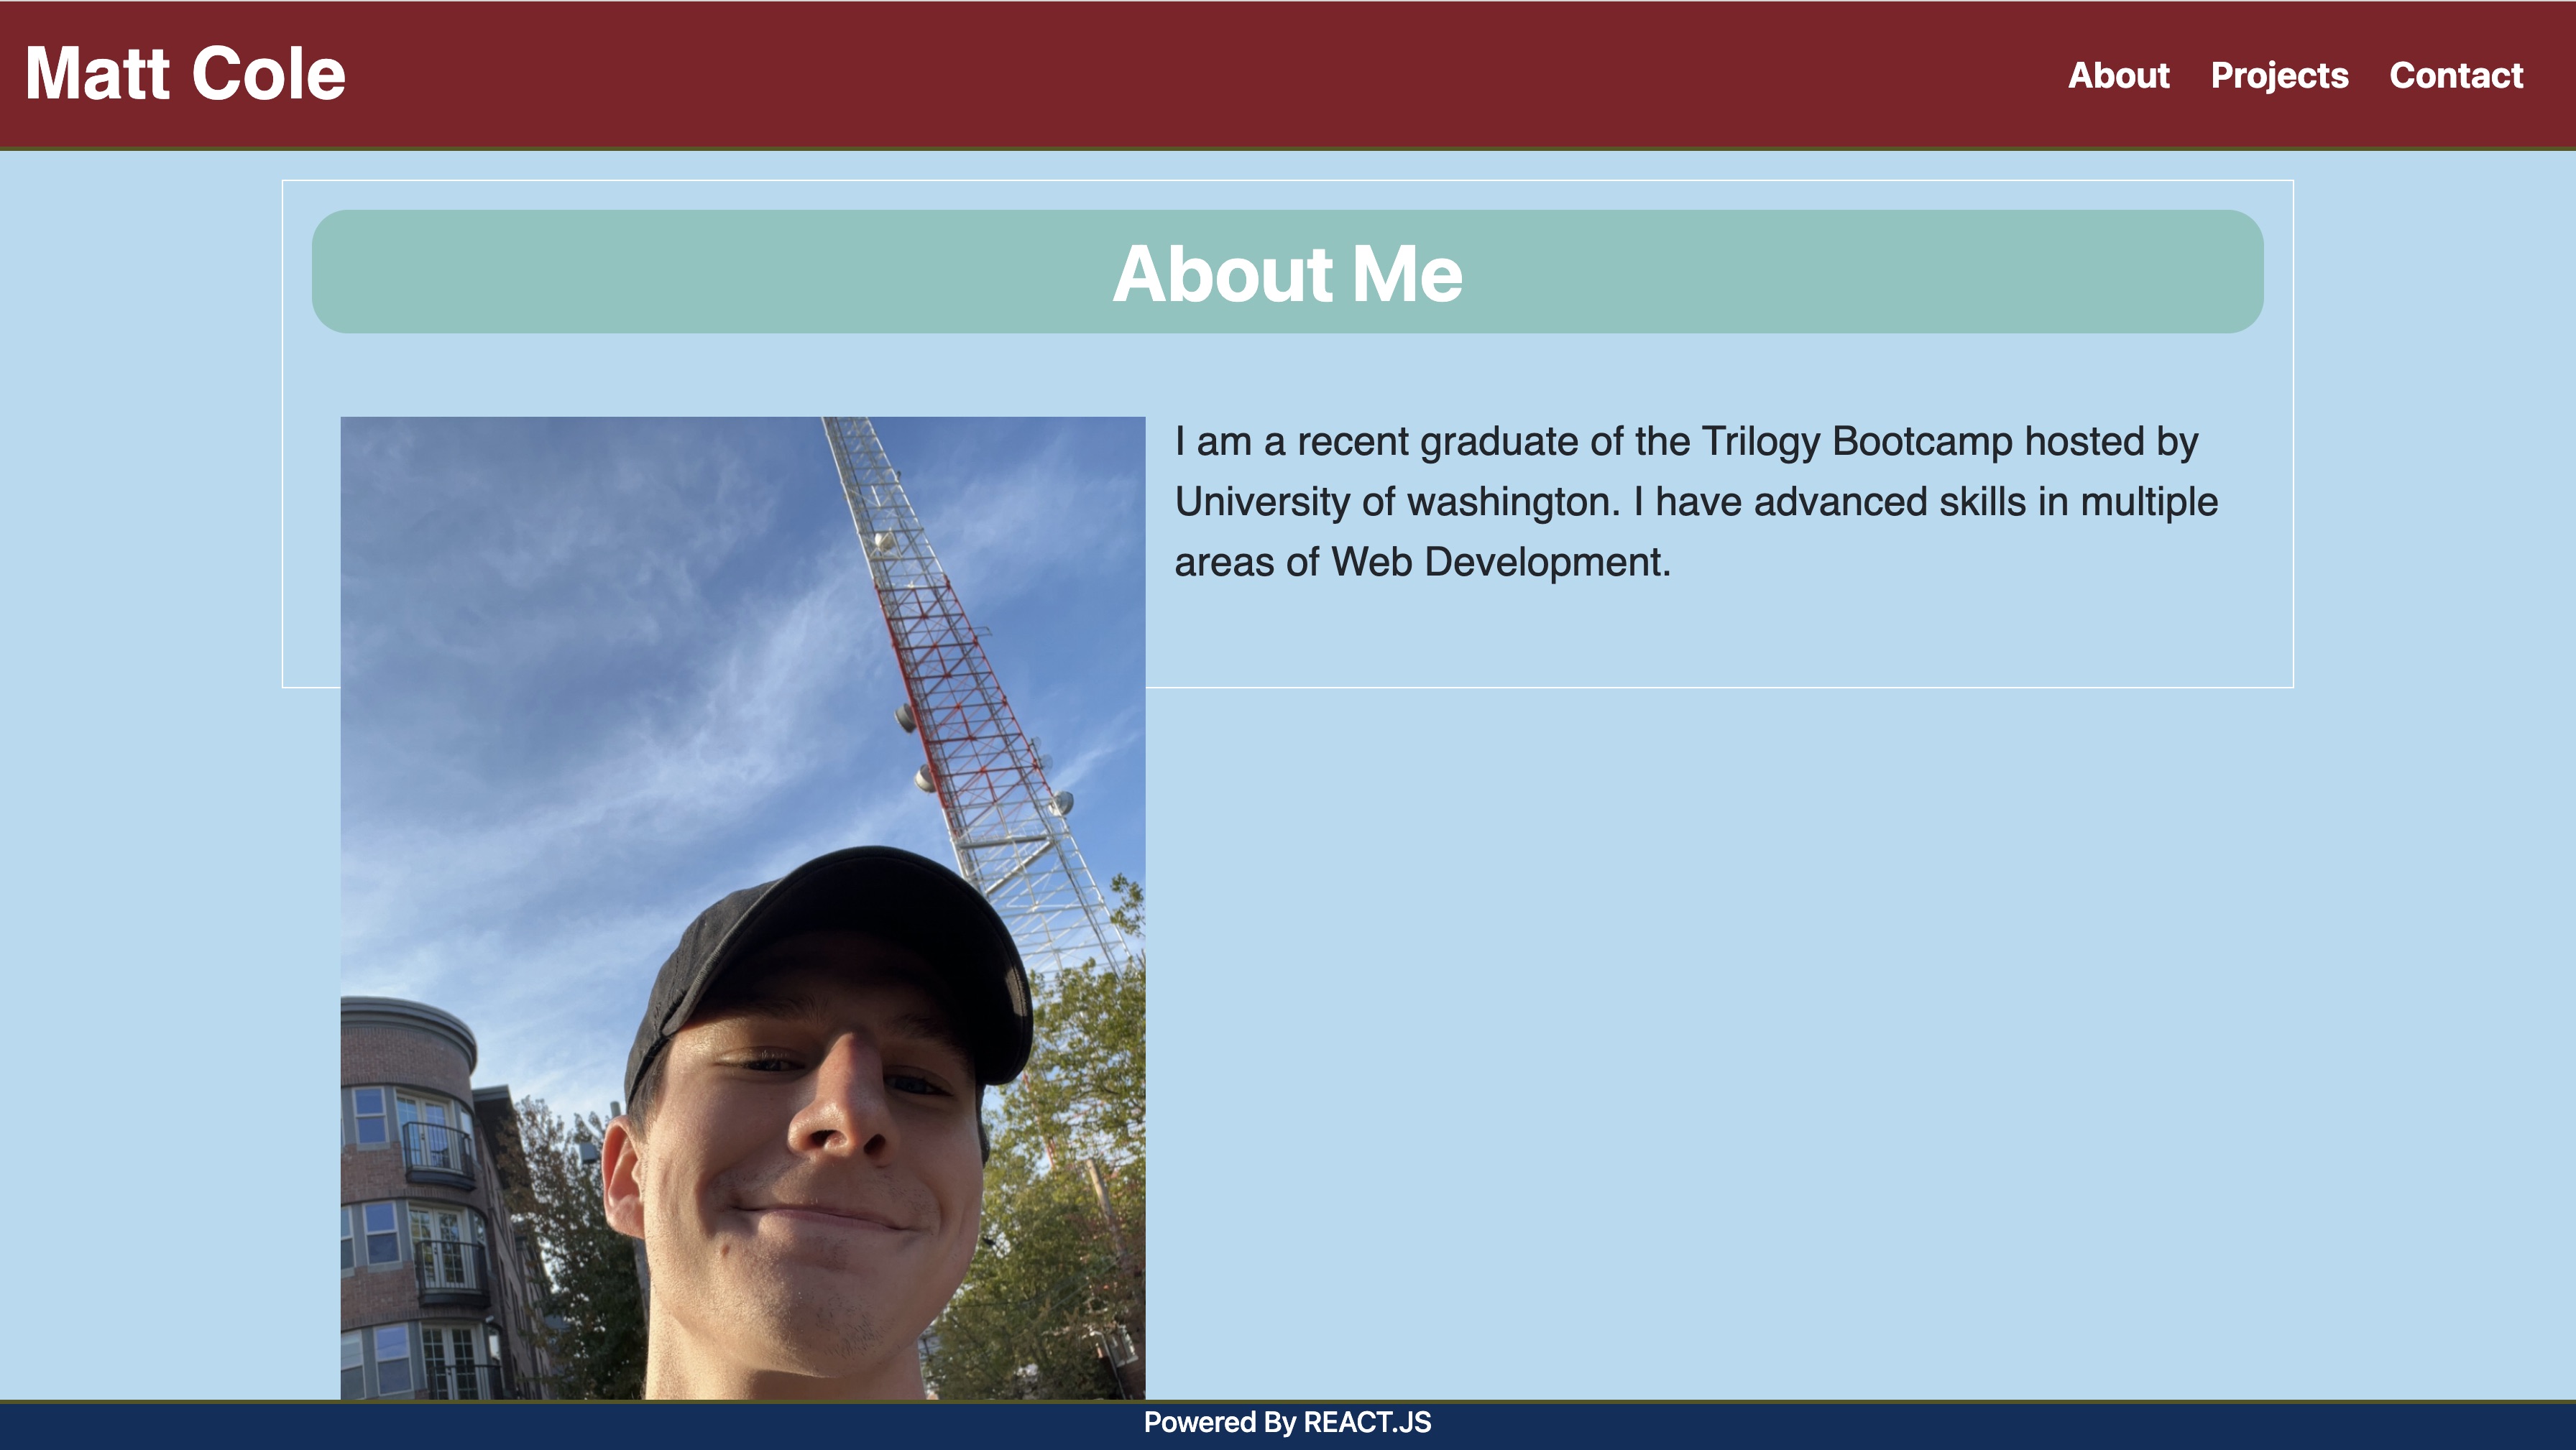 Matt Cole
About Projects Contact
About Me
I am a recent graduate of the Trilogy Bootcamp hosted by
University of washington. I have advanced skills in multiple
areas of Web Development.
Powered By REACT.JS